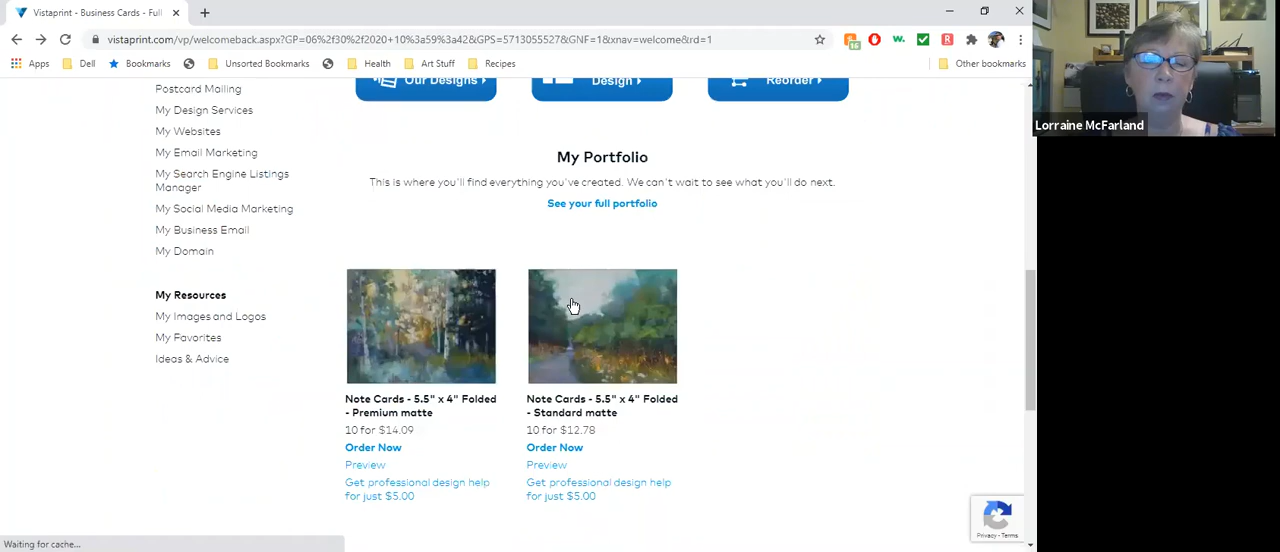 Vistaprint - Business Cards - Full
vistaprint.com/vp/welcomeback.aspx?GP=06%2f30%2f2020+10%3a59%3a42&GPS=5713055527&GNF=1&xnav=welcome&rd=1
16
w.
R
Apps
Dell
Bookmarks
Unsorted Bookmarks
Health
Art Stuff
Recipes
Other bookmarks
Lorraine McFarland
Our Designs
Design
Reorder
Postcard Mailing
My Design Services
My Websites
My Email Marketing
My Search Engine Listings
Manager
My Social Media Marketing
My Business Email
My Domain
My Resources
My Images and Logos
My Favorites
Ideas & Advice
My Portfolio
This is where you'll find everything you've created. We can't wait to see what you'll do next.
See your full portfolio
Note Cards - 5.5" x 4" Folded
- Premium matte
10 for $14.09
Order Now
Preview
Get professional design help
for just $5.00
Note Cards - 5.5" x 4" Folded
- Standard matte
10 for $12.78
Order Now
Preview
Get professional design help
for just $5.00
Privacy - Terms
Waiting for cache...